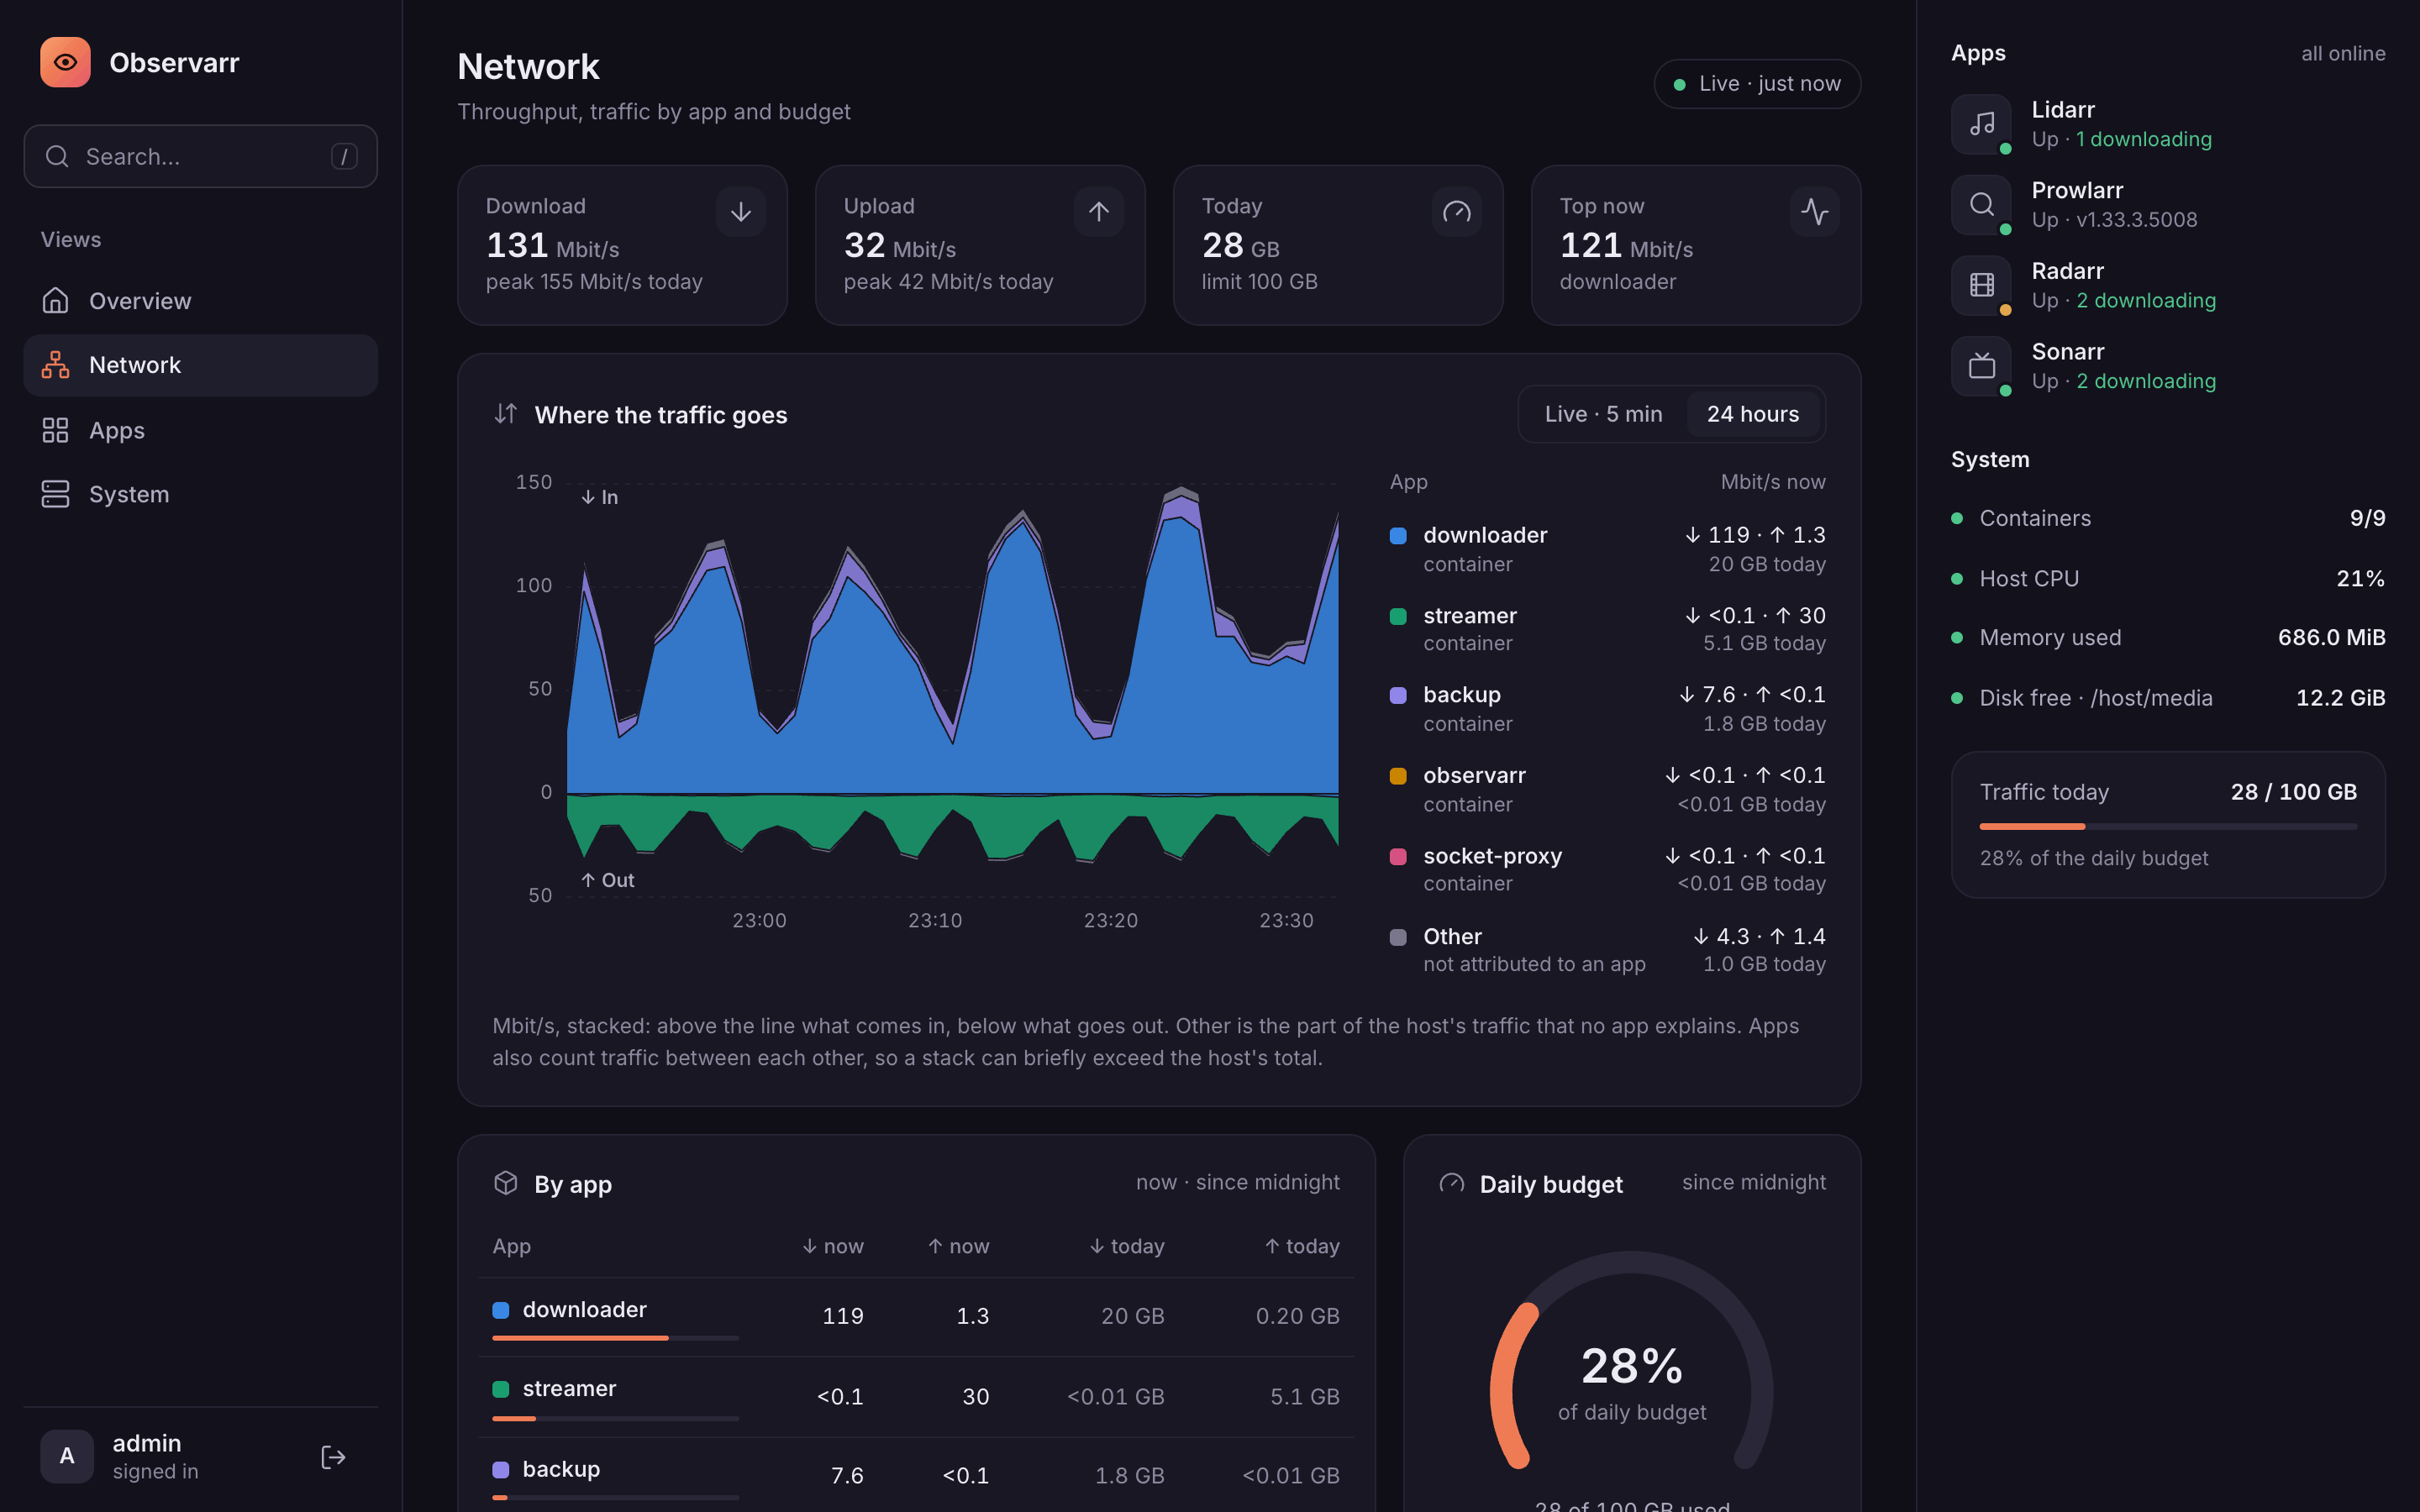 Observarr
Search...
/
Views
Overview
Network
Apps
System
A
admin
signed in
Network
Throughput, traffic by app and budget
Live · just now
Download
131 Mbit/s
peak 155 Mbit/s today
Upload
32 Mbit/s
peak 42 Mbit/s today
Today
28 GB
limit 100 GB
Top now
121 Mbit/s
downloader
Where the traffic goes
Live · 5 min
24 hours
150
100
50
0
50
↓ In
↑ Out
23:00
23:10
23:20
23:30
App
Mbit/s now
downloader
↓ 119 · ↑ 1.3
container
20 GB today
streamer
↓ <0.1 · ↑ 30
container
5.1 GB today
backup
↓ 7.6 · ↑ <0.1
container
1.8 GB today
observarr
↓ <0.1 · ↑ <0.1
container
<0.01 GB today
socket-proxy
↓ <0.1 · ↑ <0.1
container
<0.01 GB today
Other
↓ 4.3 · ↑ 1.4
not attributed to an app
1.0 GB today
Mbit/s, stacked: above the line what comes in, below what goes out. Other is the part of the host's traffic that no app explains. Apps
also count traffic between each other, so a stack can briefly exceed the host's total.
By app
now · since midnight
App ↓ now ↑ now ↓ today ↑ today
downloader 119 1.3 20 GB 0.20 GB
streamer <0.1 30 <0.01 GB 5.1 GB
backup 7.6 <0.1 1.8 GB <0.01 GB
Daily budget
since midnight
28%
of daily budget
28 of 100 GB used
Apps
all online
Lidarr
Up · 1 downloading
Prowlarr
Up · v1.33.3.5008
Radarr
Up · 2 downloading
Sonarr
Up · 2 downloading
System
Containers 9/9
Host CPU 21%
Memory used 686.0 MiB
Disk free · /host/media 12.2 GiB
Traffic today 28 / 100 GB
28% of the daily budget